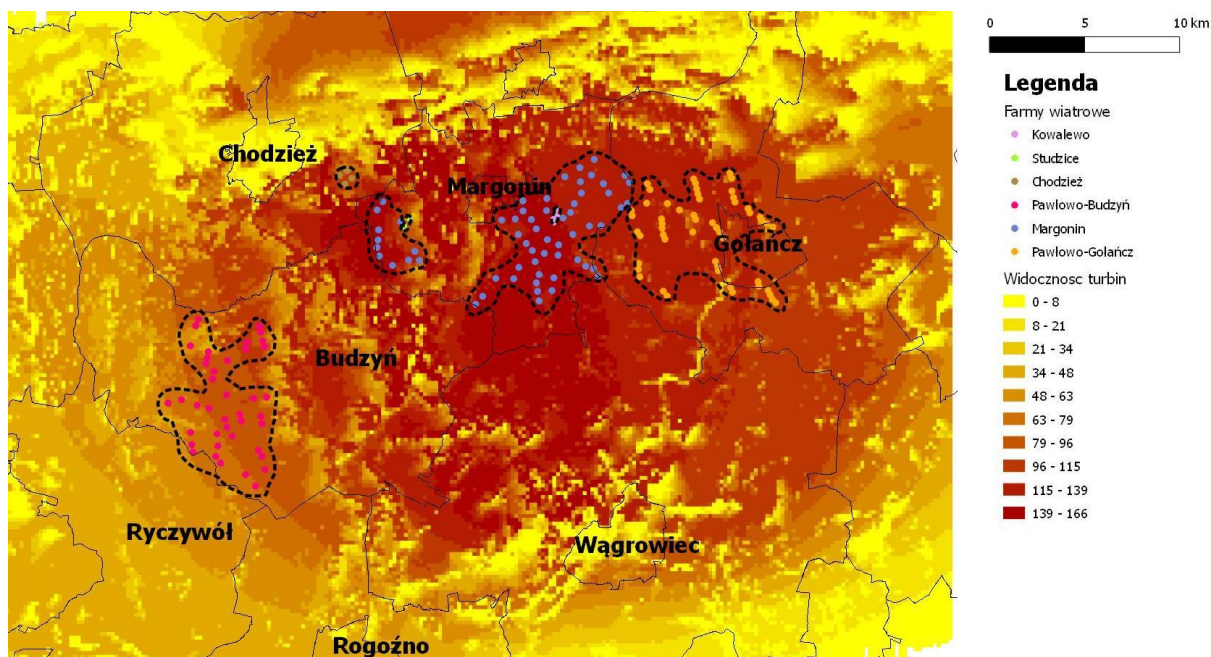 0 5 10 km
Legenda
Farmy wiatrowe
Kowalewo
Studzice
Chodzież
Pawłowo-Budzyń
Margonin
Pawłowo-Gołańcz
Widocznosc turbin
0 - 8
8 - 21
21 - 34
34 - 48
48 - 63
63 - 79
79 - 96
96 - 115
115 - 139
139 - 166
Chodzież
Margonin
Gołańcz
Budzyń
Ryczywół
Wągrowiec
Rogoźno